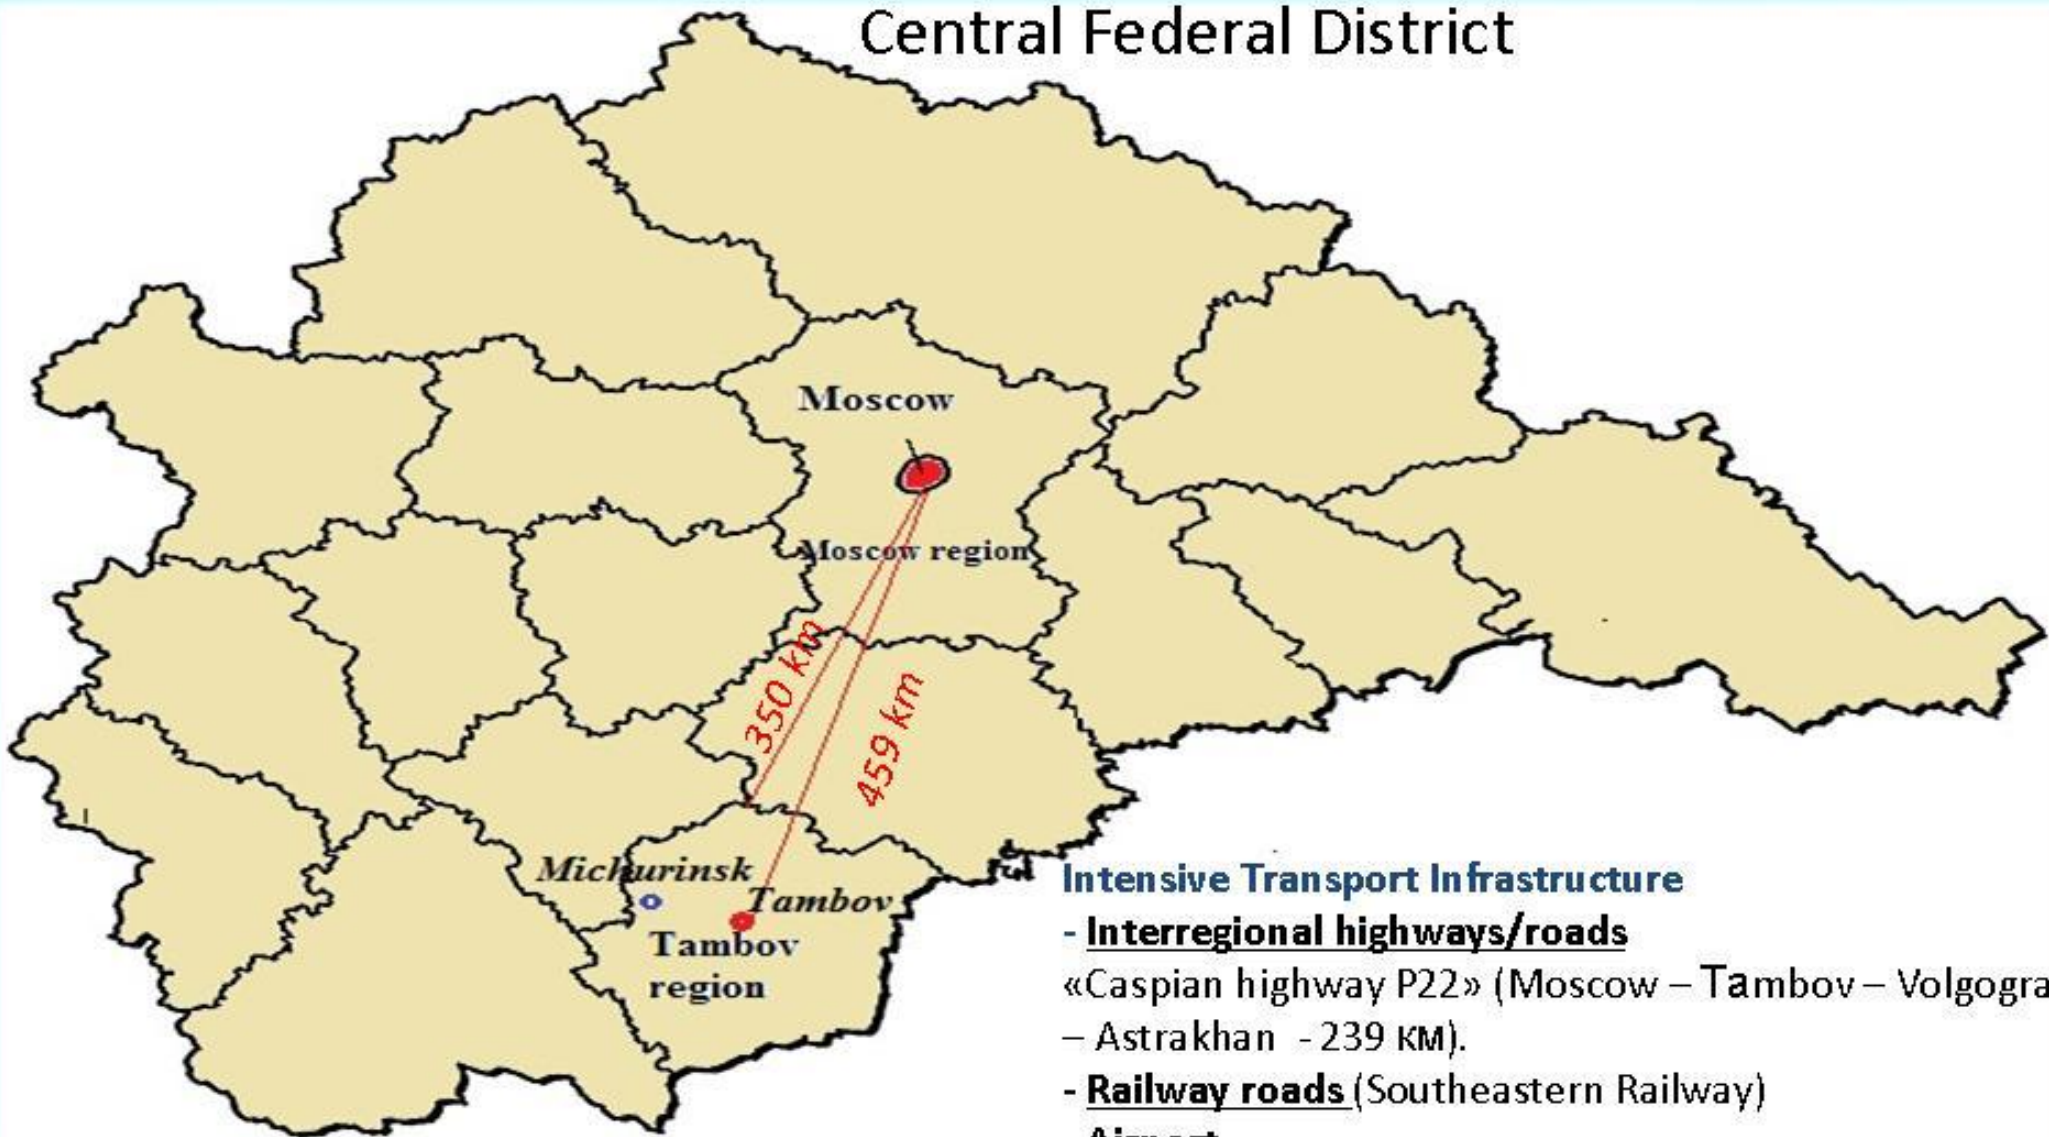 Central Federal District
Moscow
Moscow region
350 km
459 km
Michurinsk
Tambov
Tambov
region
Intensive Transport Infrastructure
- Interregional highways/roads
«Caspian highway P22» (Moscow – Tambov – Volgogra
– Astrakhan - 239 км).
- Railway roads (Southeastern Railway)
Airport